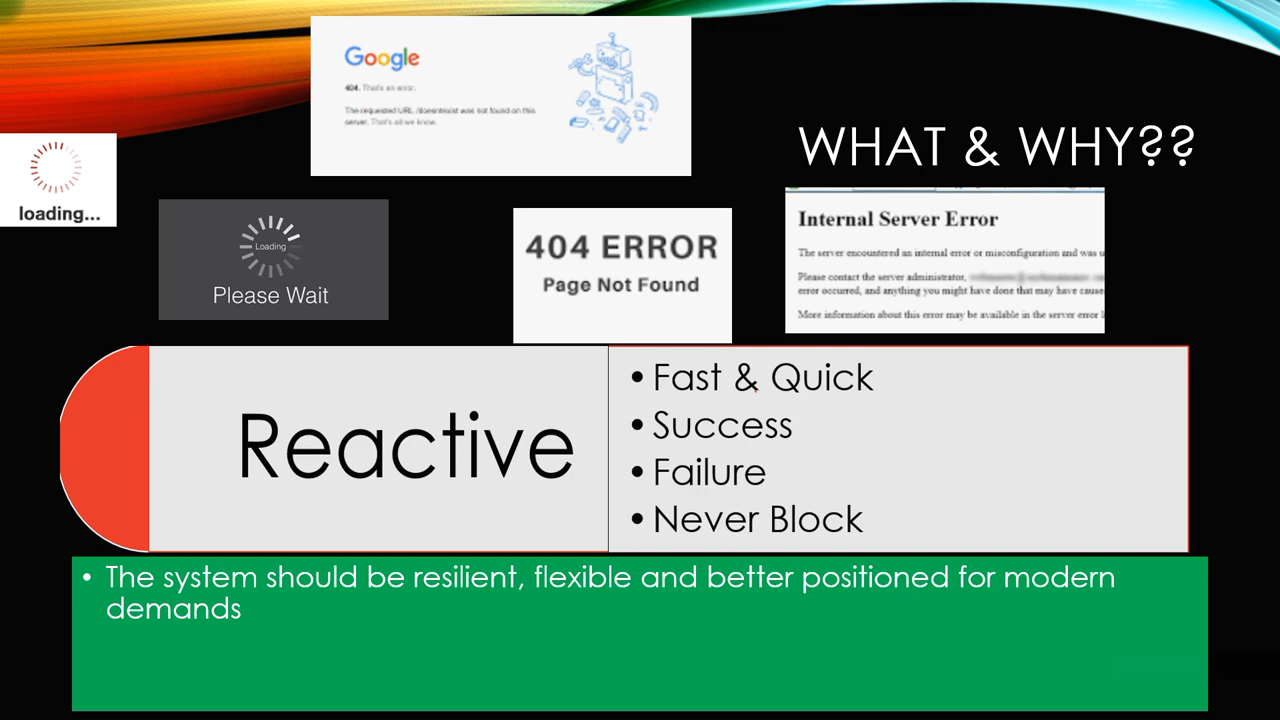 Google
404. That's an error.
The requested URL /doesntexist was not found on this
server. That's all we know.
WHAT & WHY??
loading...
Loading
Please Wait
404 ERROR
Page Not Found
Internal Server Error
The server encountered an internal error or misconfiguration and was u
Please contact the server administrator,
error occurred, and anything you might have done that may have cause
More information about this error may be available in the server error l
Reactive
• Fast & Quick
• Success
• Failure
• Never Block
• The system should be resilient, flexible and better positioned for modern
demands